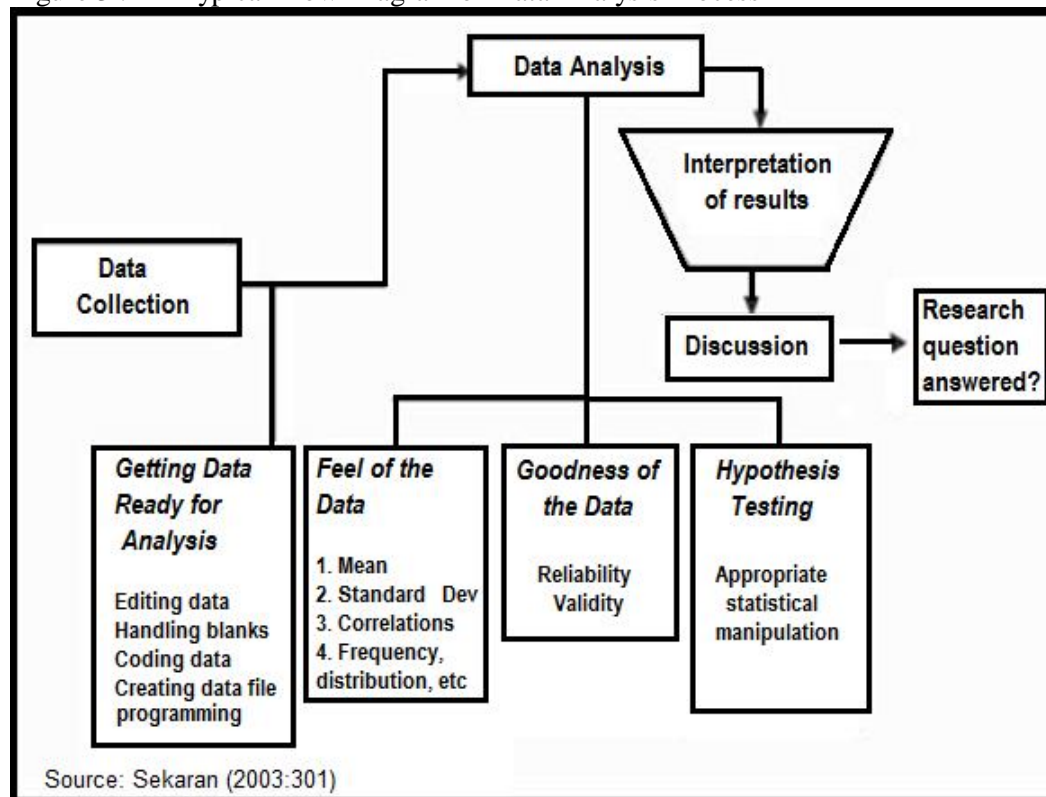 Data Analysis
Interpretation
of results
Data
Collection
Discussion
Research
question
answered?
Getting Data
Ready for
Analysis
Editing data
Handling blanks
Coding data
Creating data file
programming
Feel of the
Data
1. Mean
2. Standard Dev
3. Correlations
4. Frequency,
distribution, etc
Goodness of
the Data
Reliability
Validity
Hypothesis
Testing
Appropriate
statistical
manipulation
Source: Sekaran (2003:301)